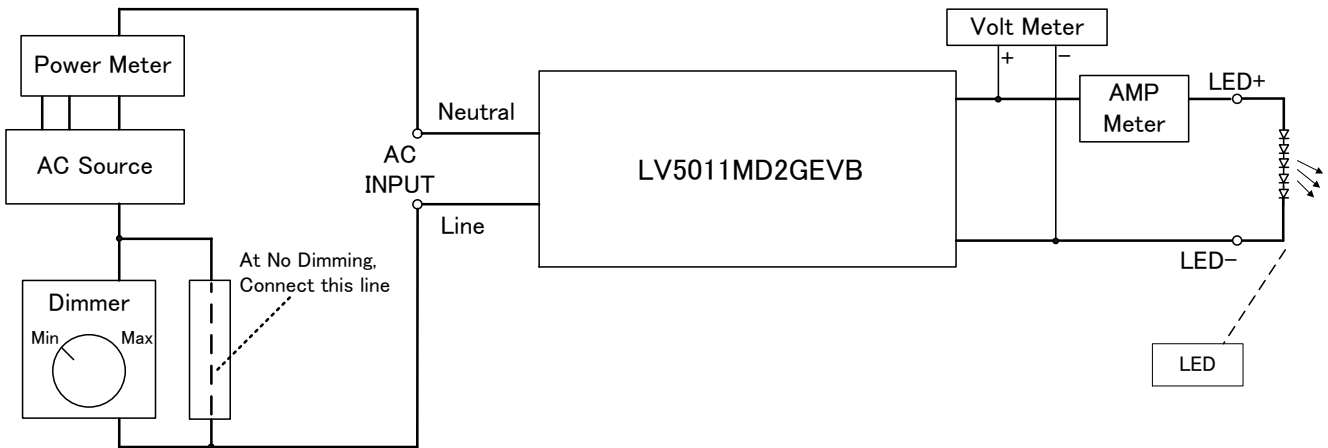 Volt Meter
+ −
Power Meter
AMP
Meter
LED+
Neutral
AC Source
AC
INPUT
LV5011MD2GEVB
Line
At No Dimming,
Connect this line
LED−
Dimmer
Min Max
LED